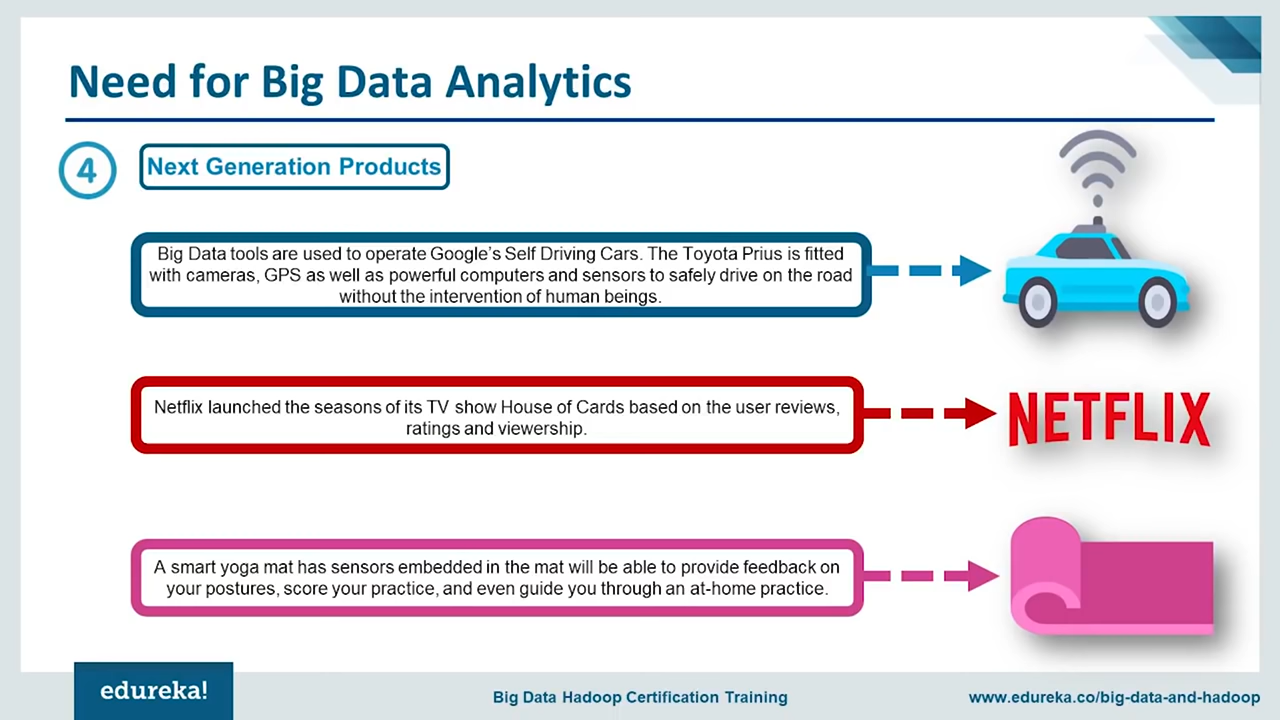 Need for Big Data Analytics
4
Next Generation Products
Big Data tools are used to operate Google's Self Driving Cars. The Toyota Prius is fitted
with cameras, GPS as well as powerful computers and sensors to safely drive on the road
without the intervention of human beings.
Netflix launched the seasons of its TV show House of Cards based on the user reviews,
ratings and viewership.
NETFLIX
A smart yoga mat has sensors embedded in the mat will be able to provide feedback on
your postures, score your practice, and even guide you through an at-home practice.
edureka!
Big Data Hadoop Certification Training
www.edureka.co/big-data-and-hadoop